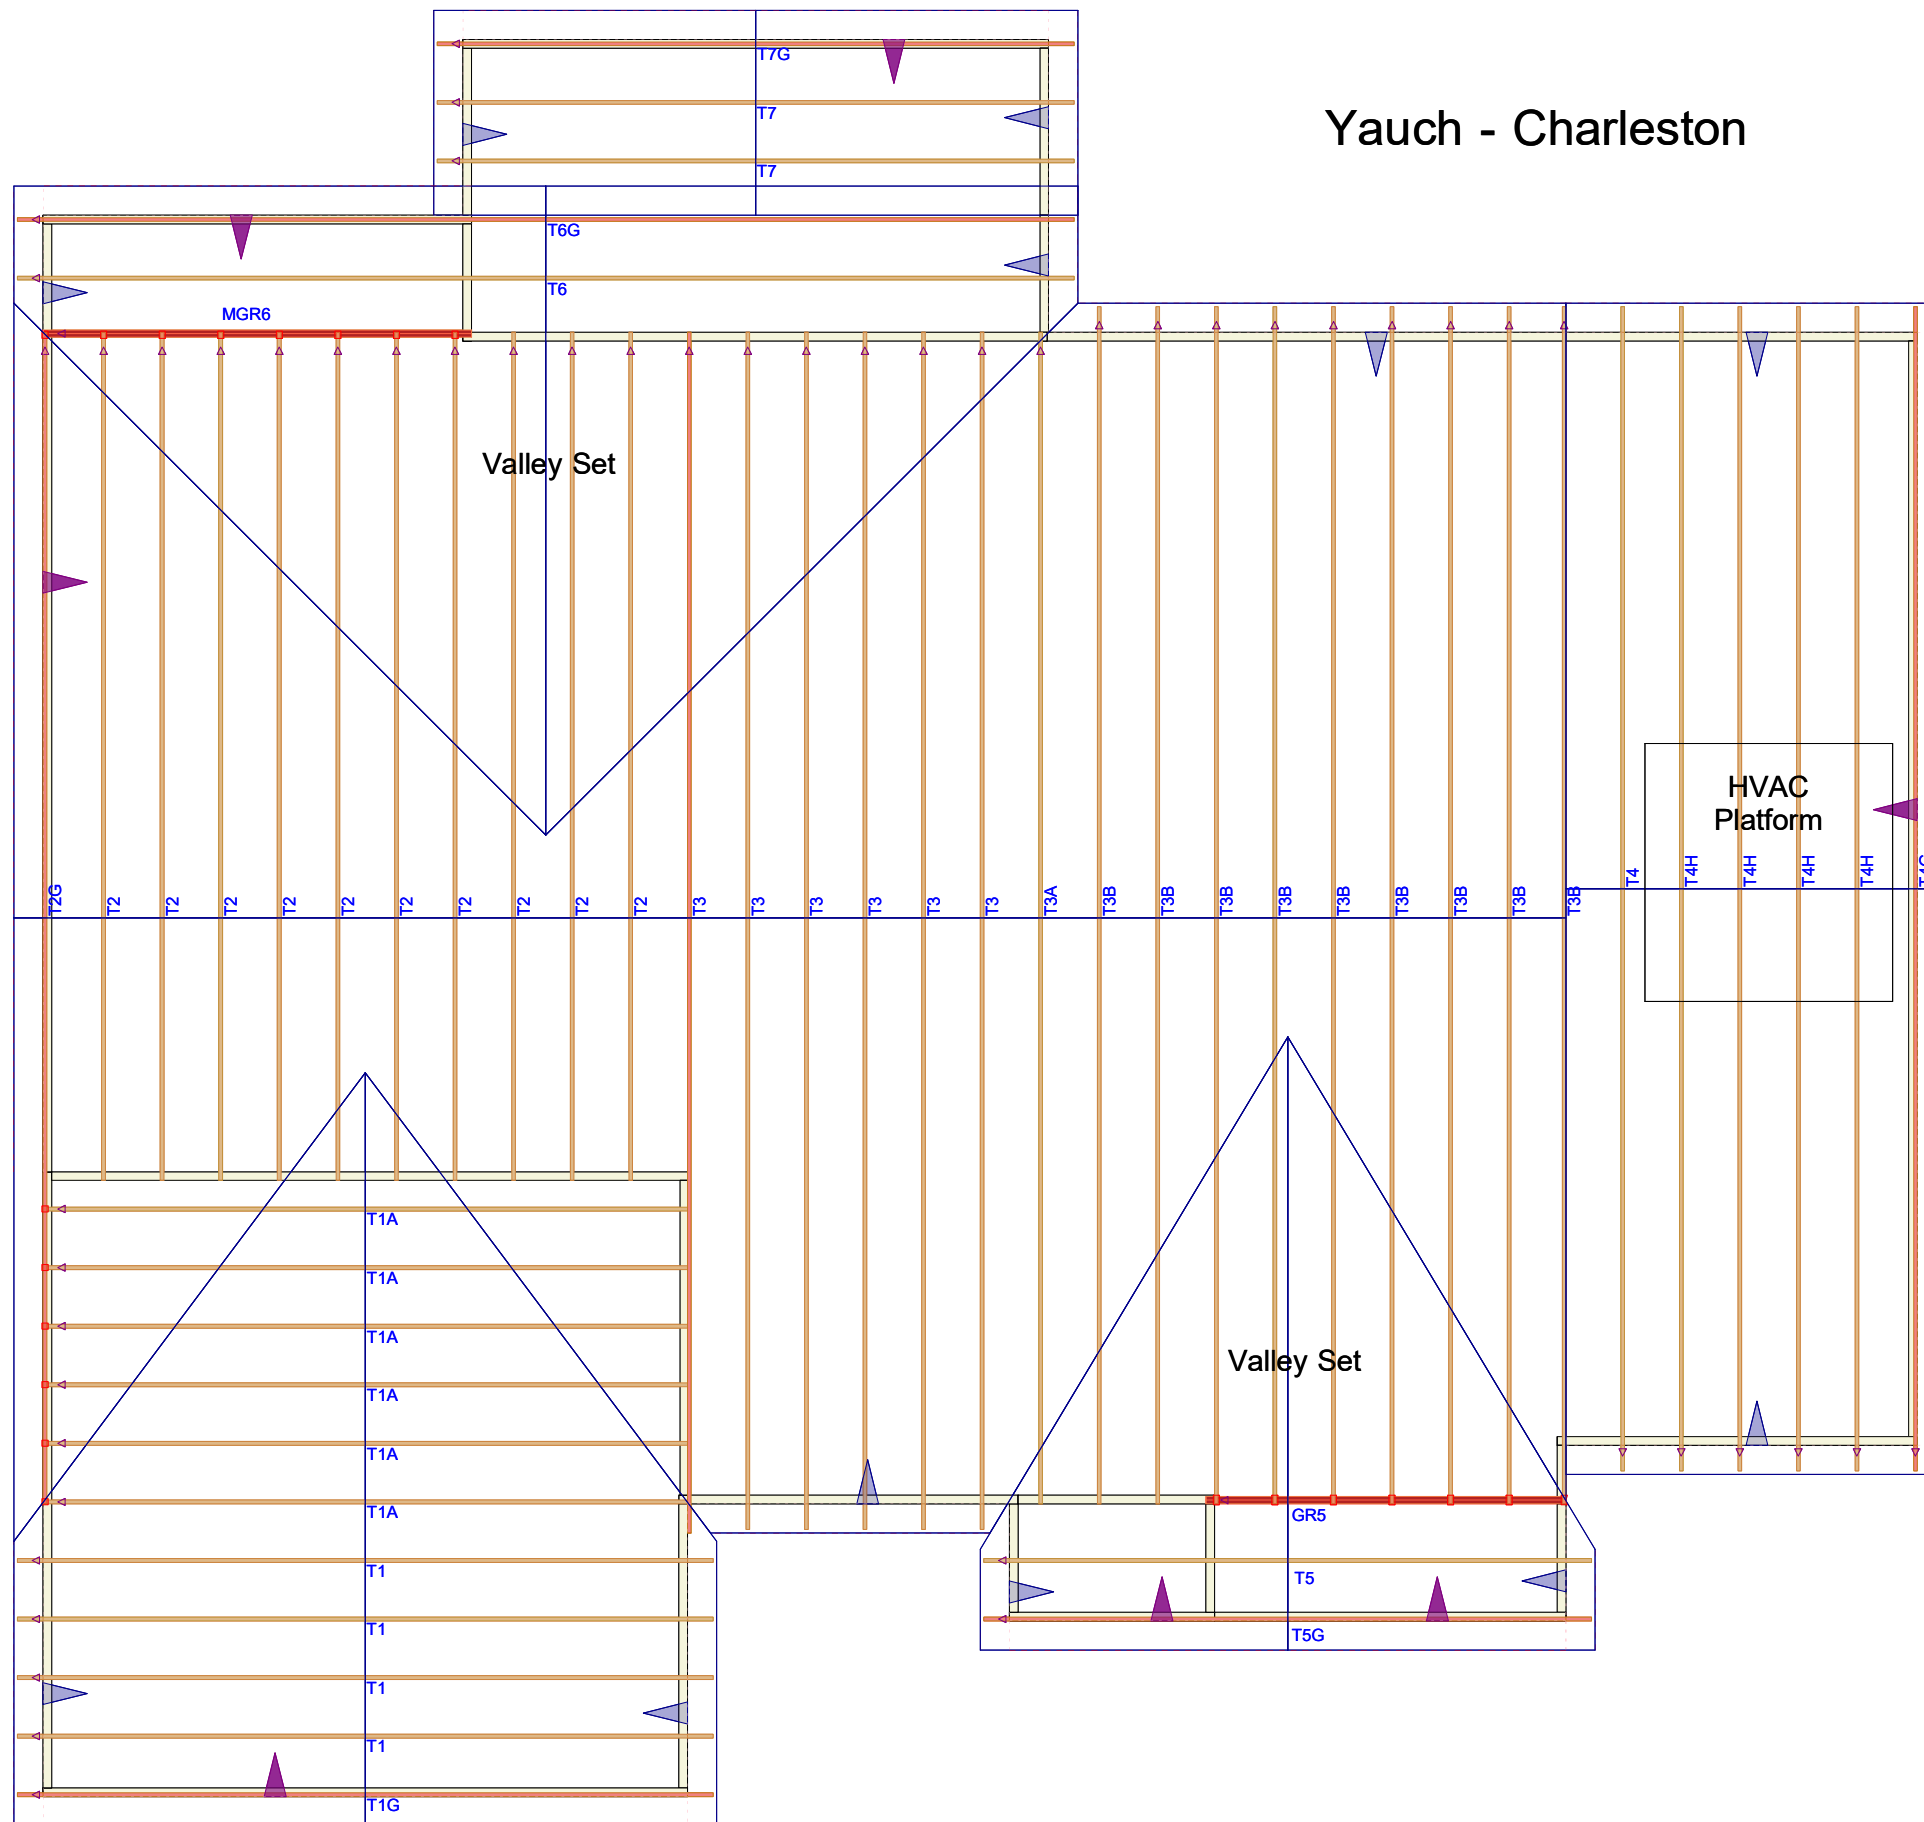 T7G
T7
Yauch - Charleston
T7
T6G
T6
MGR6
Valley Set
HVAC
Platform
T2G
T2
T2
T2
T2
T2
T2
T2
T2
T2
T2
T3
T3
T3
T3
T3
T3
T3A
T3B
T3B
T3B
T3B
T3B
T3B
T3B
T3B
T3B
T4
T4H
T4H
T4H
T4H
T1A
T1A
T1A
T1A
Valley Set
T1A
T1A
GR5
T1
T5
T1
T5G
T1
T1
T1G